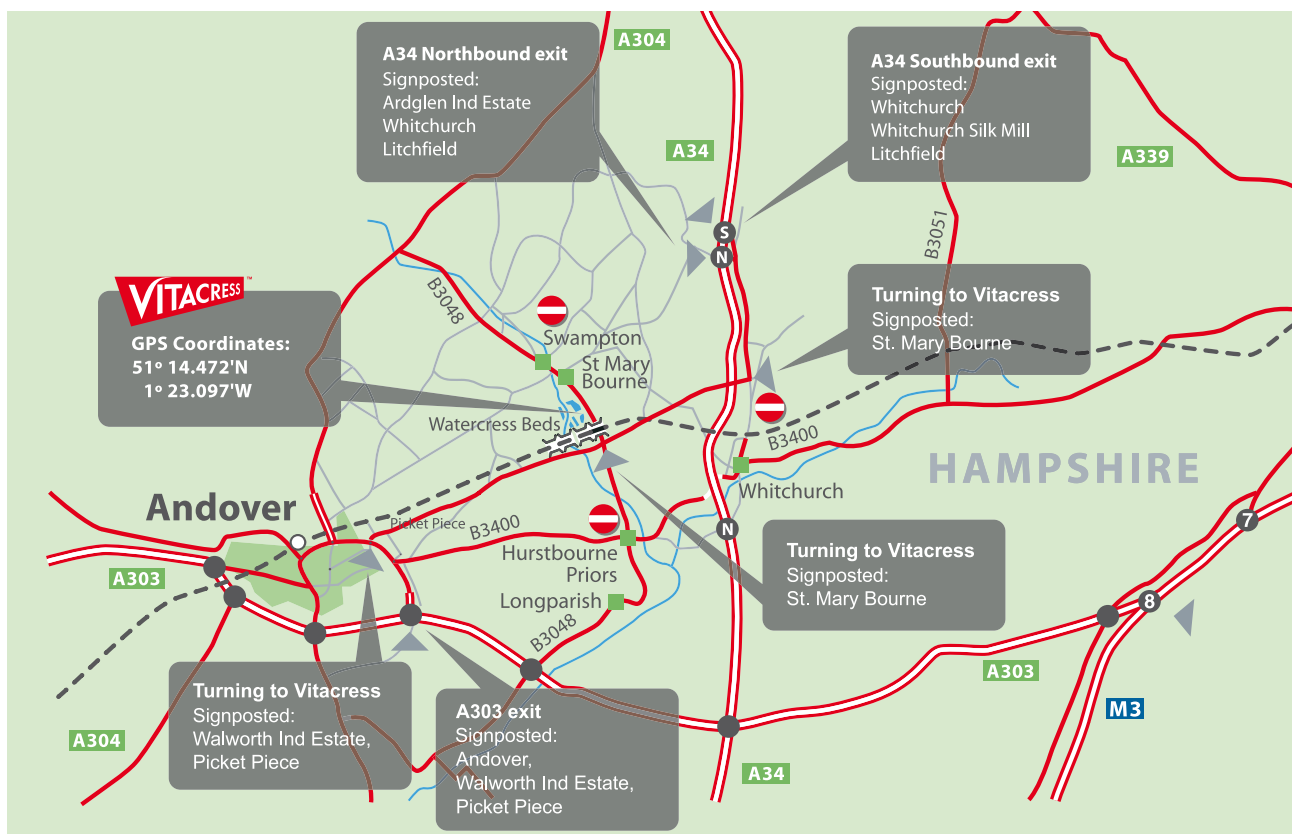 A34 Northbound exit
Signposted:
Ardglen Ind Estate
Whitchurch
Litchfield
A304
A34
A34 Southbound exit
Signposted:
Whitchurch
Whitchurch Silk Mill
Litchfield
A339
B3051
S
N
VITACRESS™
GPS Coordinates:
51º 14.472'N
1º 23.097'W
B3048
Swampton
St Mary
Bourne
Watercress Beds
Turning to Vitacress
Signposted:
St. Mary Bourne
B3400
HAMPSHIRE
Whitchurch
Andover
Picket Piece
B3400
N
7
Hurstbourne
Priors
Longparish
Turning to Vitacress
Signposted:
St. Mary Bourne
A303
8
B3048
A303
M3
Turning to Vitacress
Signposted:
Walworth Ind Estate,
Picket Piece
A303 exit
Signposted:
Andover,
Walworth Ind Estate,
Picket Piece
A304
A34